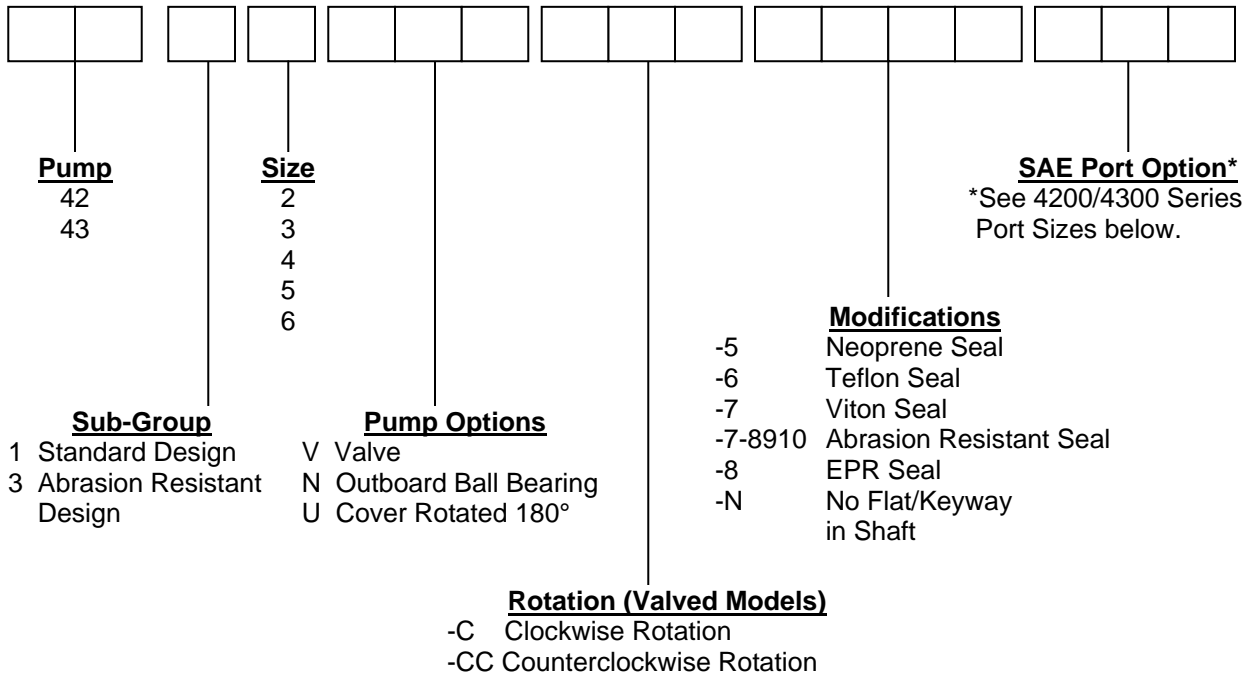 Pump
42
43
Size
2
3
4
5
6
SAE Port Option*
*See 4200/4300 Series
Port Sizes below.
Sub-Group
1 Standard Design
3 Abrasion Resistant
Design
Pump Options
V Valve
N Outboard Ball Bearing
U Cover Rotated 180°
Modifications
-5 Neoprene Seal
-6 Teflon Seal
-7 Viton Seal
-7-8910 Abrasion Resistant Seal
-8 EPR Seal
-N No Flat/Keyway
in Shaft
Rotation (Valved Models)
-C Clockwise Rotation
-CC Counterclockwise Rotation